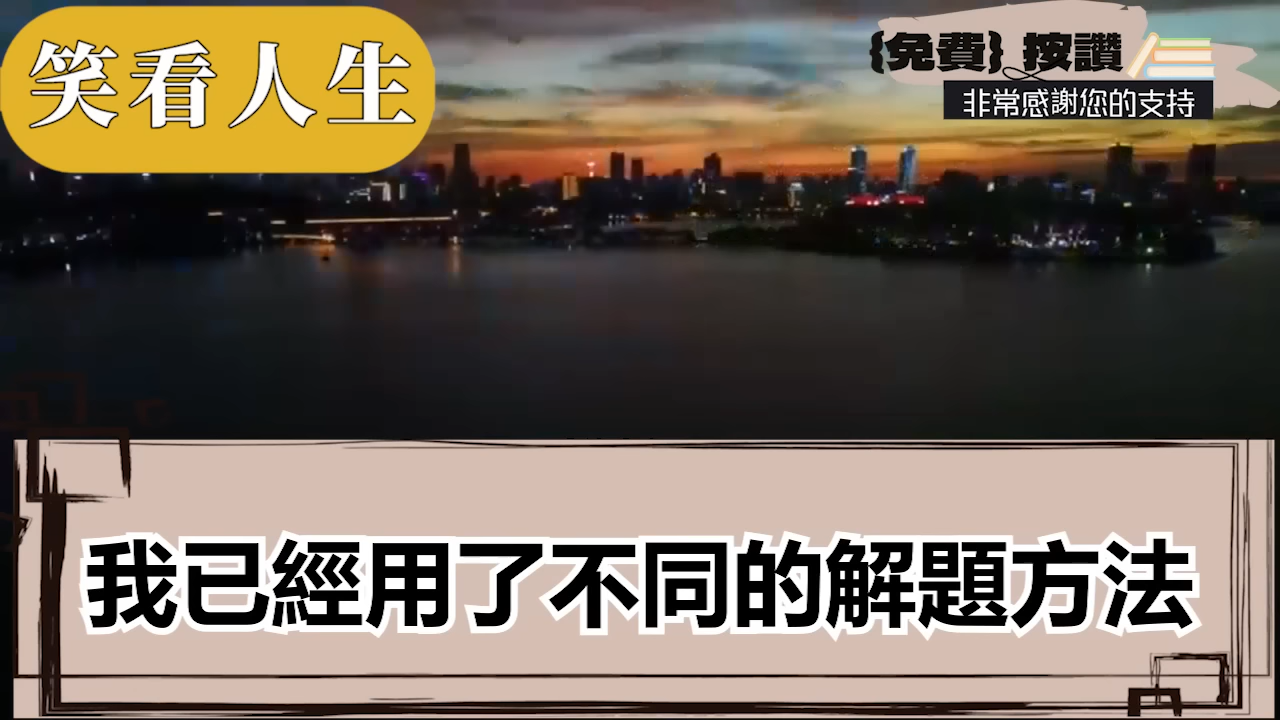 笑看人生
{免費} 按讚
非常感謝您的支持
我已經用了不同的解題方法